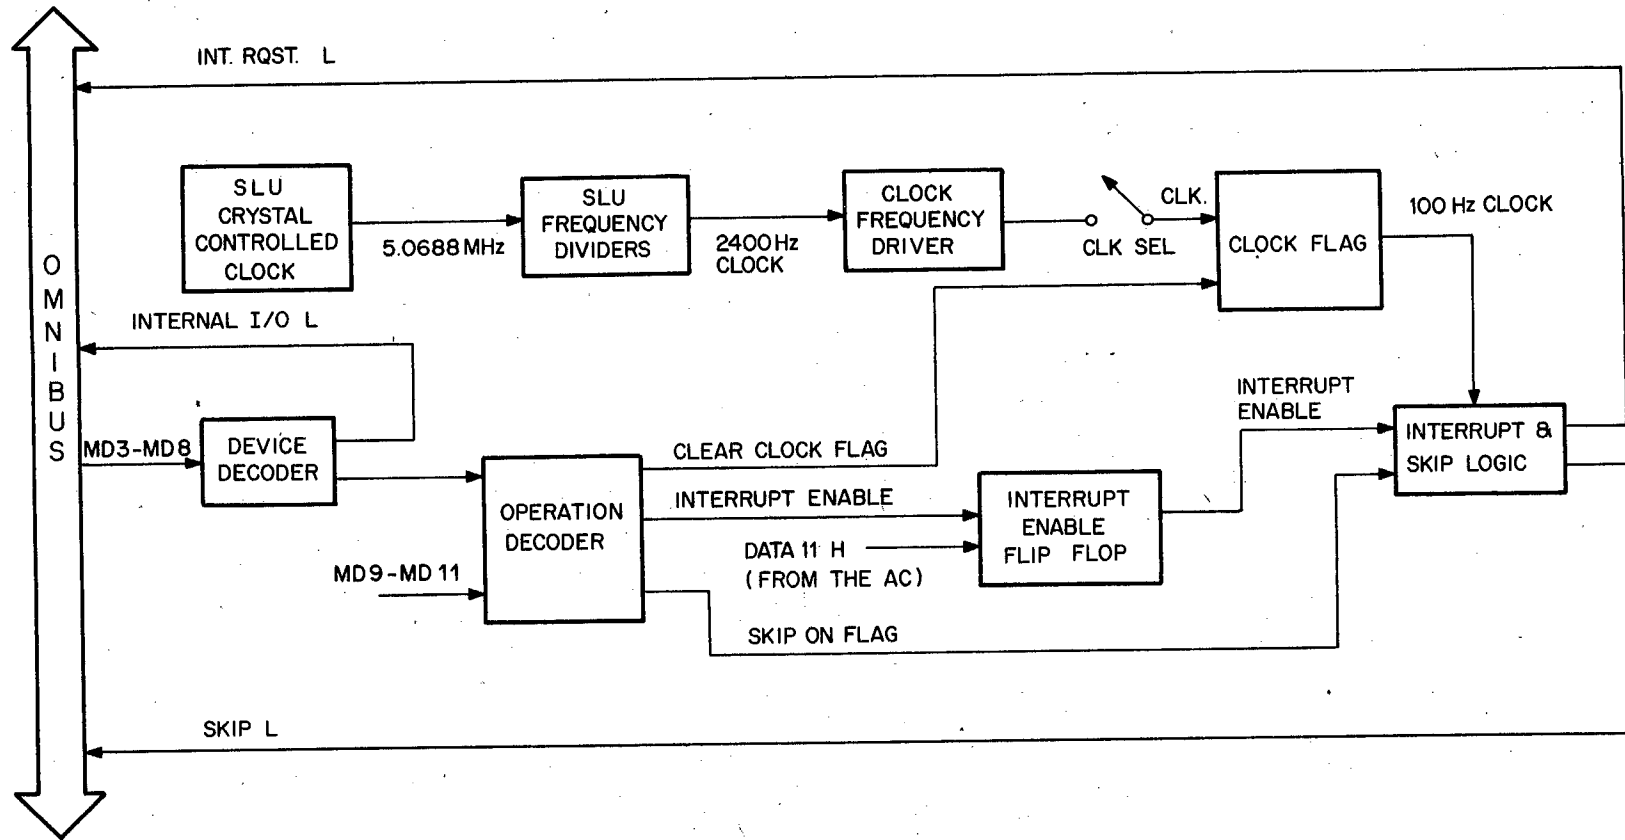 INT. RQST. L
SLU
CRYSTAL
CONTROLLED
CLOCK
5.0688 MHz
SLU
FREQUENCY
DIVIDERS
2400 Hz
CLOCK
CLOCK
FREQUENCY
DRIVER
CLK SEL
CLK.
CLOCK FLAG
100 Hz CLOCK
OMNIBUS
INTERNAL I/O L
MD3-MD8
DEVICE
DECODER
OPERATION
DECODER
MD9-MD11
CLEAR CLOCK FLAG
INTERRUPT ENABLE
DATA 11 H
(FROM THE AC)
INTERRUPT
ENABLE
FLIP FLOP
INTERRUPT
ENABLE
INTERRUPT &
SKIP LOGIC
SKIP ON FLAG
SKIP L